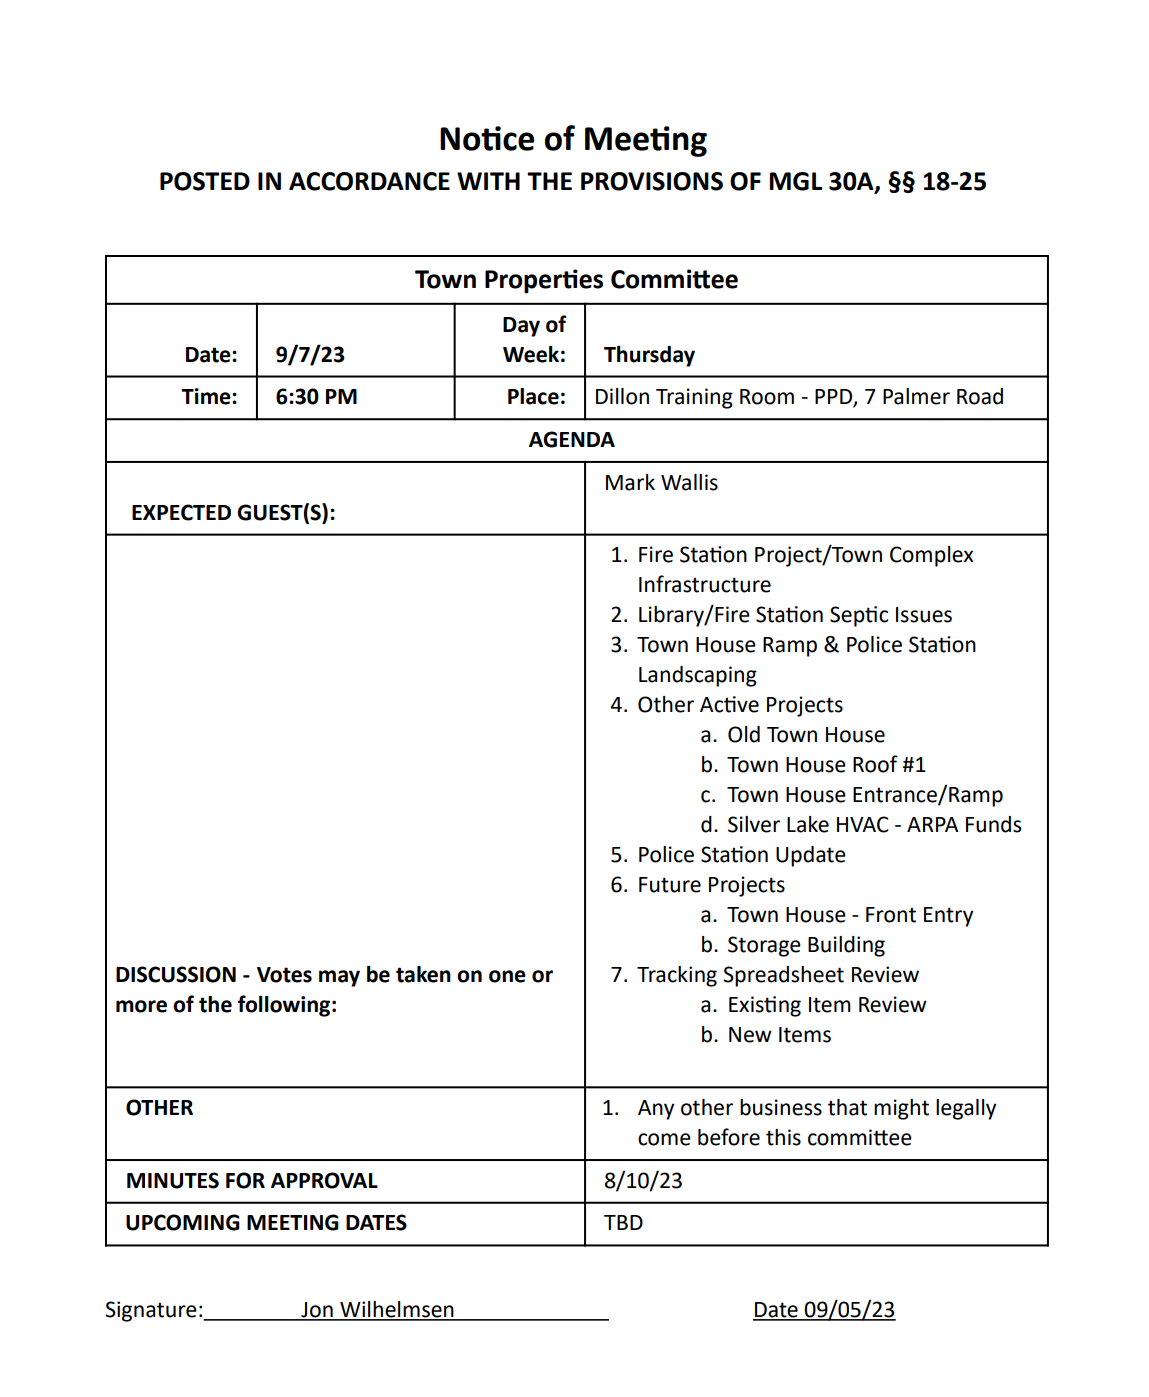 Notice of Meeting
POSTED IN ACCORDANCE WITH THE PROVISIONS OF MGL 30A, §§ 18-25
Town Properties Committee
Date: 9/7/23 Day of
Week: Thursday
Time: 6:30 PM Place: Dillon Training Room - PPD, 7 Palmer Road
AGENDA
EXPECTED GUEST(S): Mark Wallis
DISCUSSION - Votes may be taken on one or
more of the following:
1. Fire Station Project/Town Complex
Infrastructure
2. Library/Fire Station Septic Issues
3. Town House Ramp & Police Station
Landscaping
4. Other Active Projects
a. Old Town House
b. Town House Roof #1
c. Town House Entrance/Ramp
d. Silver Lake HVAC - ARPA Funds
5. Police Station Update
6. Future Projects
a. Town House - Front Entry
b. Storage Building
7. Tracking Spreadsheet Review
a. Existing Item Review
b. New Items
OTHER 1. Any other business that might legally
come before this committee
MINUTES FOR APPROVAL 8/10/23
UPCOMING MEETING DATES TBD
Signature: Jon Wilhelmsen Date 09/05/23